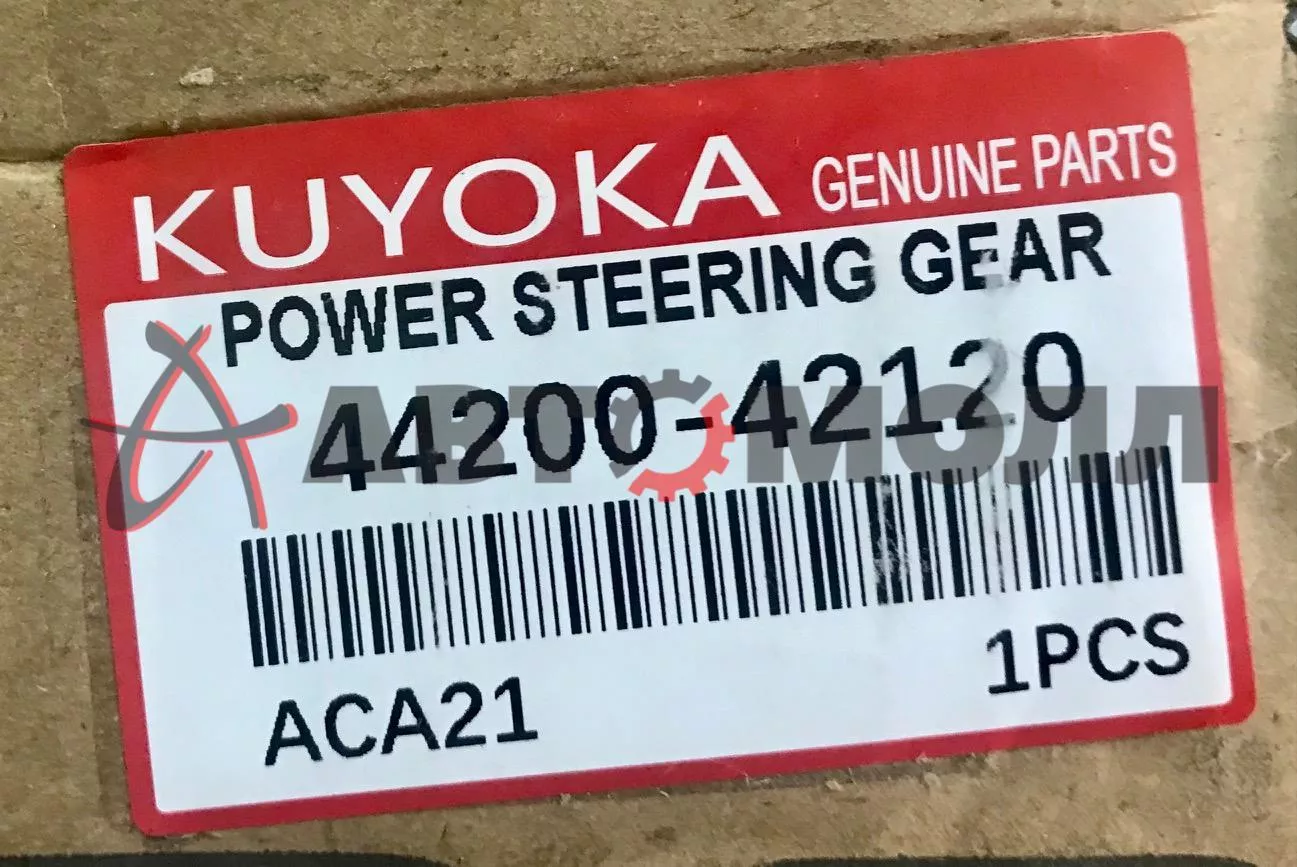 KUYOKA GENUINE PARTS
POWER STEERING GEAR
44200-42120
АВТОМОЛЛ
ACA21 1PCS